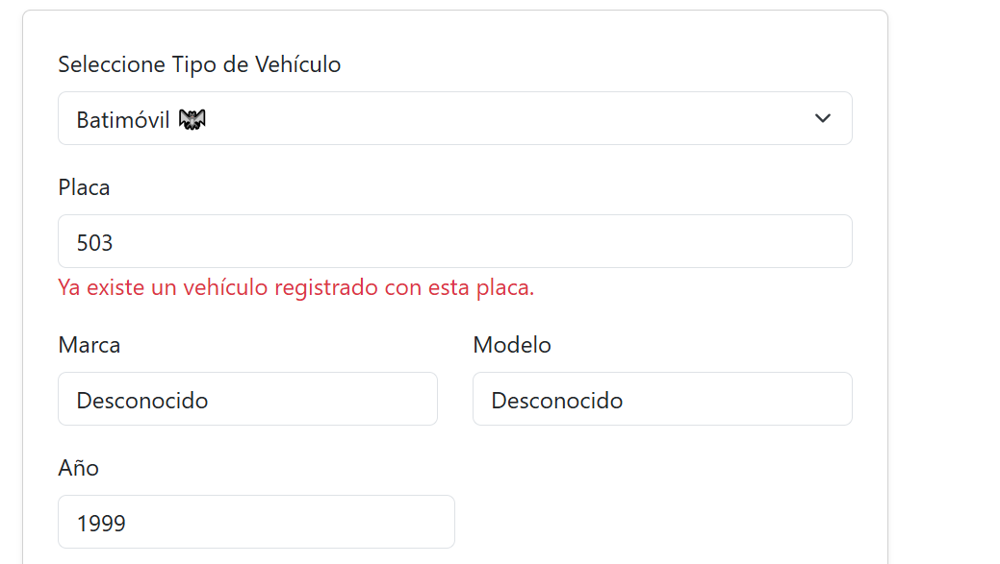 Seleccione Tipo de Vehículo
Batimóvil 🦇
Placa
503
Ya existe un vehículo registrado con esta placa.
Marca
Modelo
Desconocido
Desconocido
Año
1999